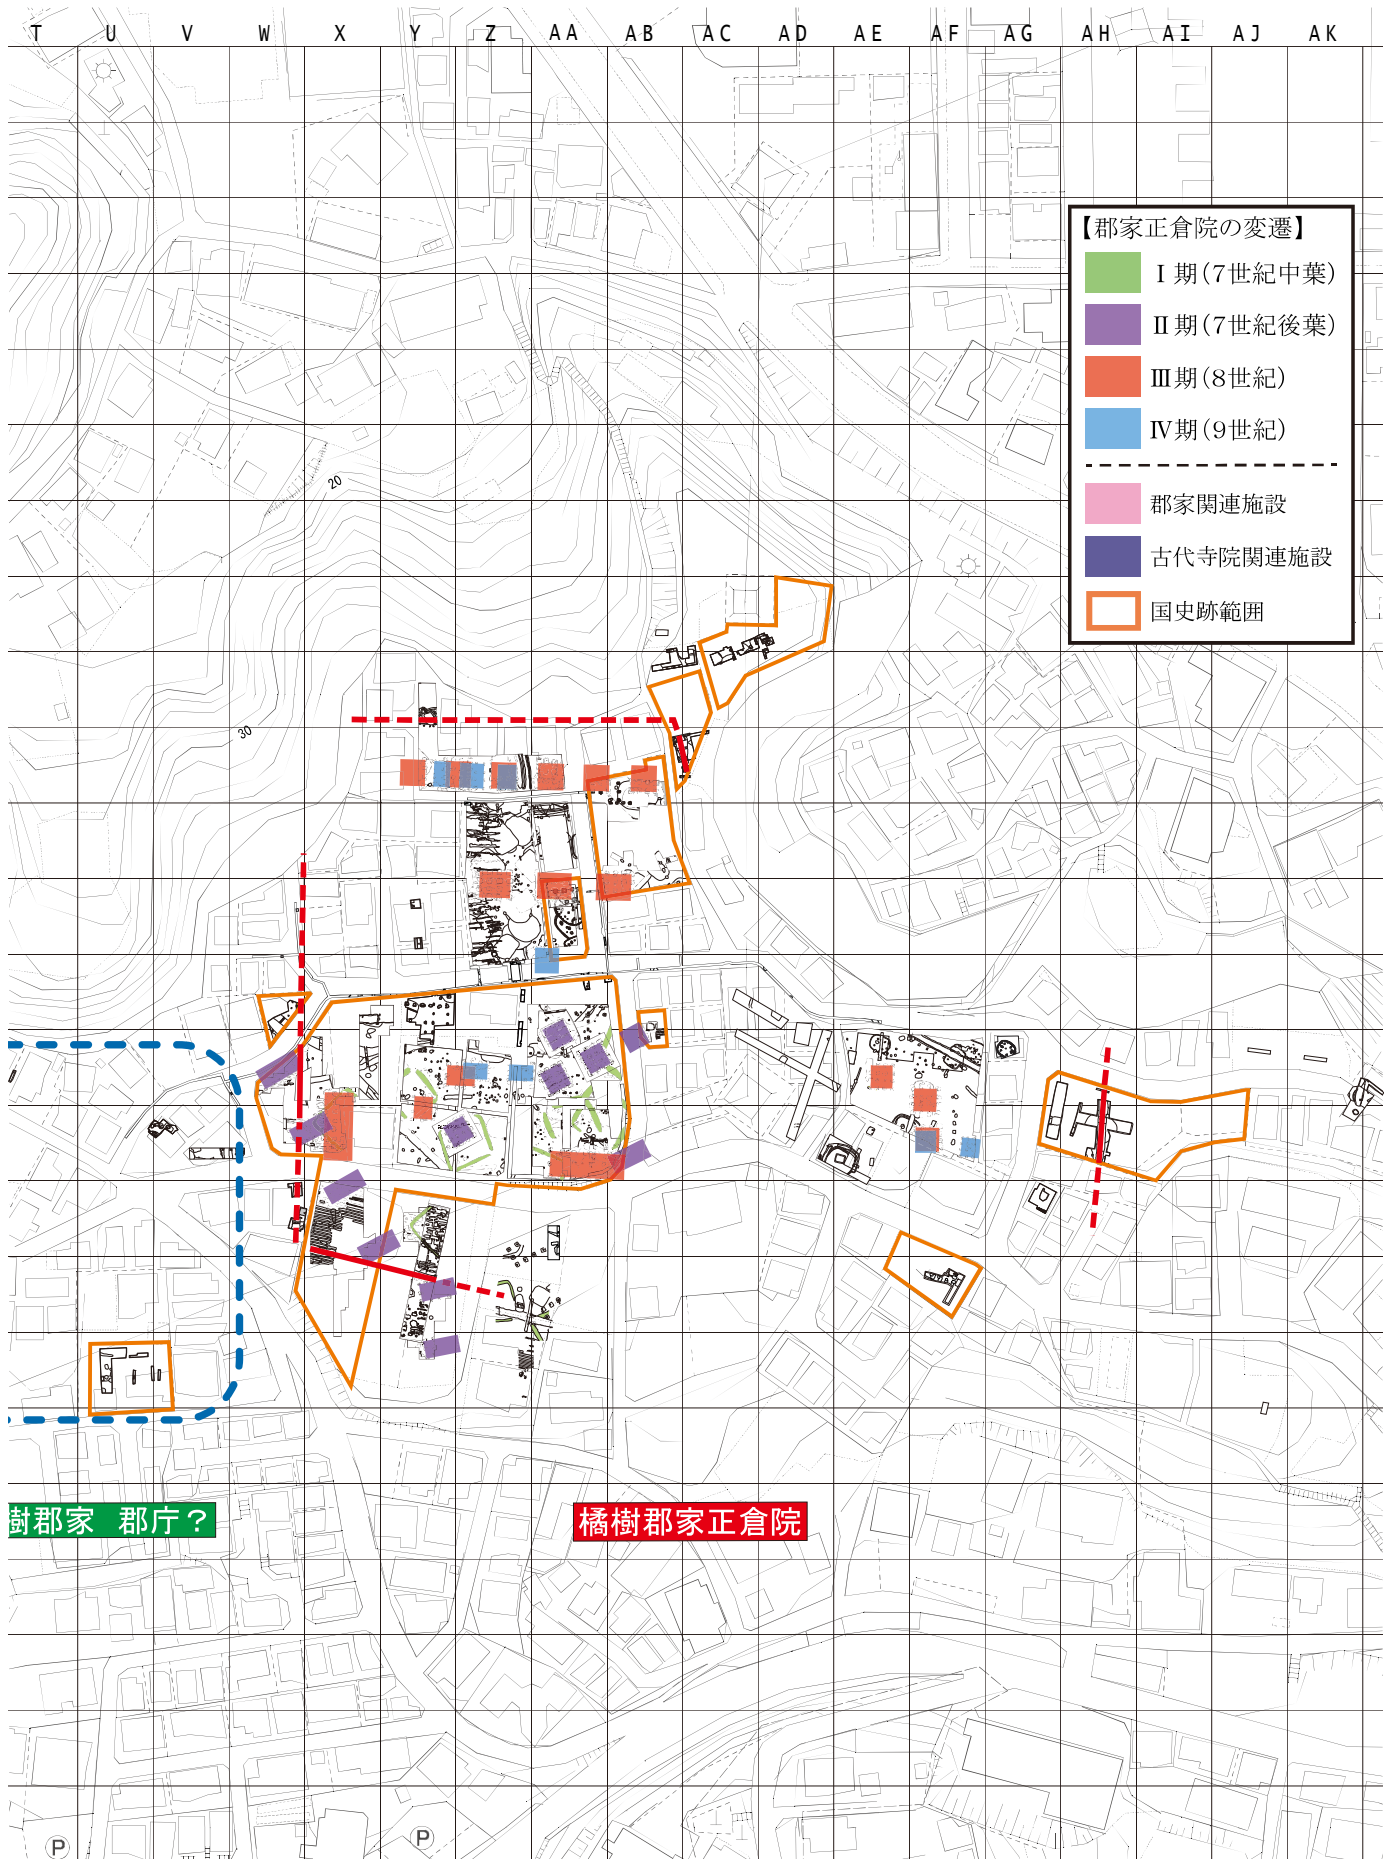 T U V W X Y Z AA AB AC AD AE AF AG AH AI AJ AK
【郡家正倉院の変遷】
Ⅰ期(7世紀中葉)
Ⅱ期(7世紀後葉)
Ⅲ期(8世紀)
Ⅳ期(9世紀)
郡家関連施設
古代寺院関連施設
国史跡範囲
20
30
樹郡家 郡庁？
橘樹郡家正倉院
P
P